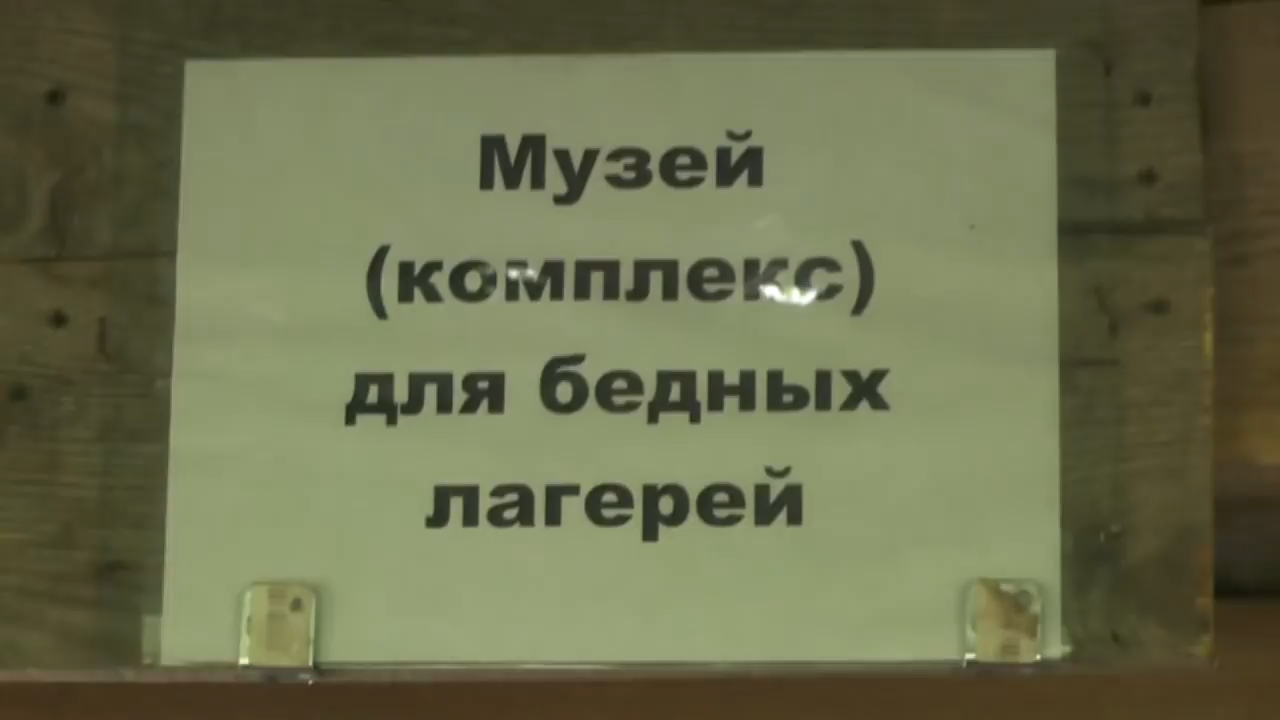 Музей
(комплекс)
для бедных
лагерей